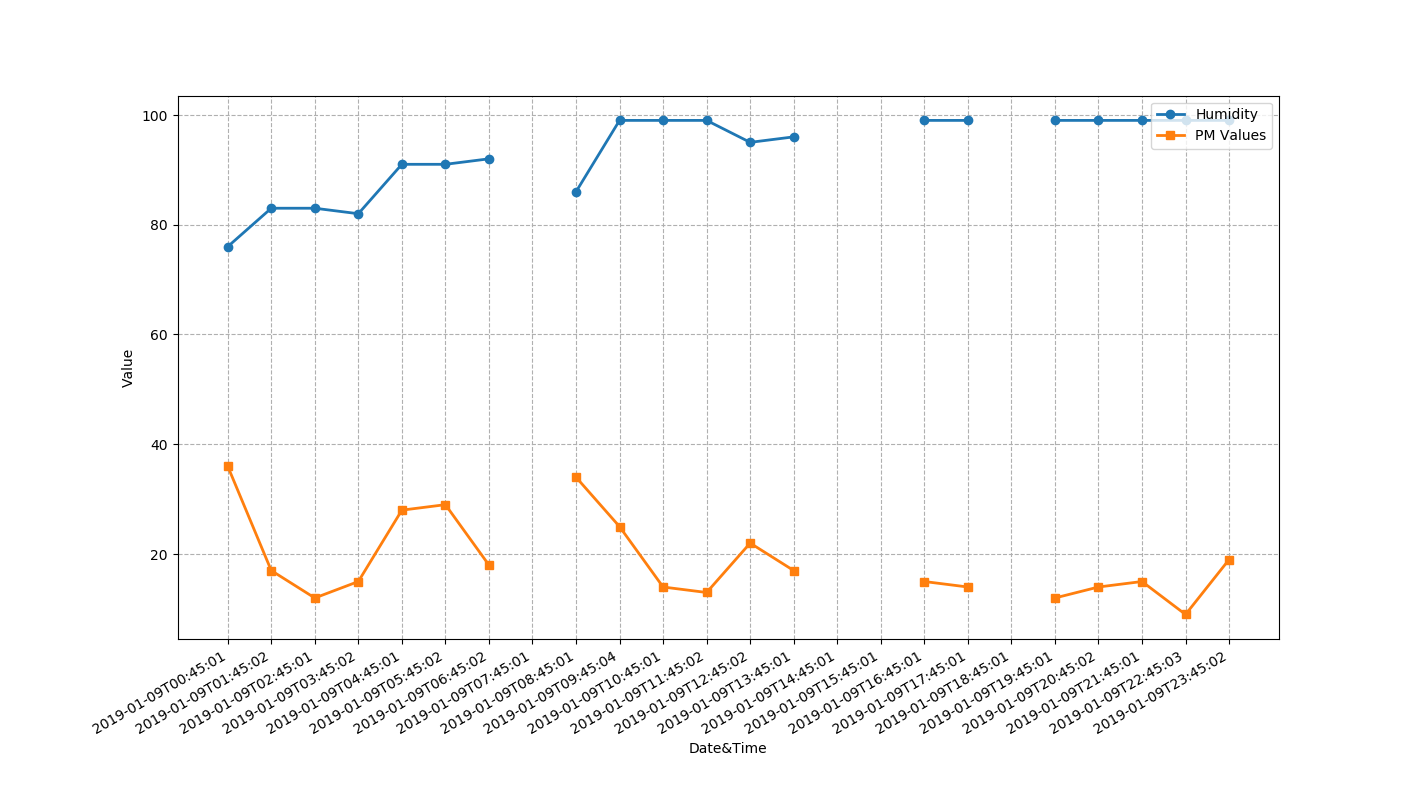 Humidity
PM Values
100
80
60
40
20
Value
2019-01-09T00:45:01
2019-01-09T01:45:02
2019-01-09T02:45:01
2019-01-09T03:45:02
2019-01-09T04:45:01
2019-01-09T05:45:02
2019-01-09T06:45:02
2019-01-09T07:45:01
2019-01-09T08:45:01
2019-01-09T09:45:04
2019-01-09T10:45:01
2019-01-09T11:45:02
2019-01-09T12:45:02
2019-01-09T13:45:01
2019-01-09T14:45:01
2019-01-09T15:45:01
2019-01-09T16:45:01
2019-01-09T17:45:01
2019-01-09T18:45:01
2019-01-09T19:45:01
2019-01-09T20:45:02
2019-01-09T21:45:01
2019-01-09T22:45:03
2019-01-09T23:45:02
Date&Time